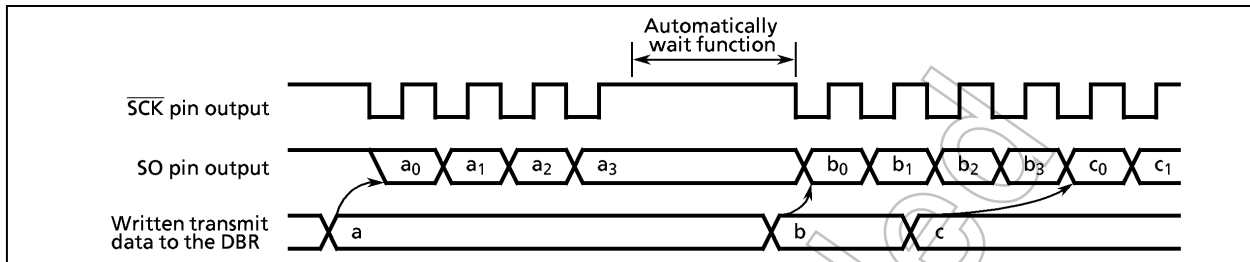 Automatically
wait function
SCK pin output
SO pin output
a0 a1 a2 a3 b0 b1 b2 b3 c0 c1
Written transmit
data to the DBR
a b c